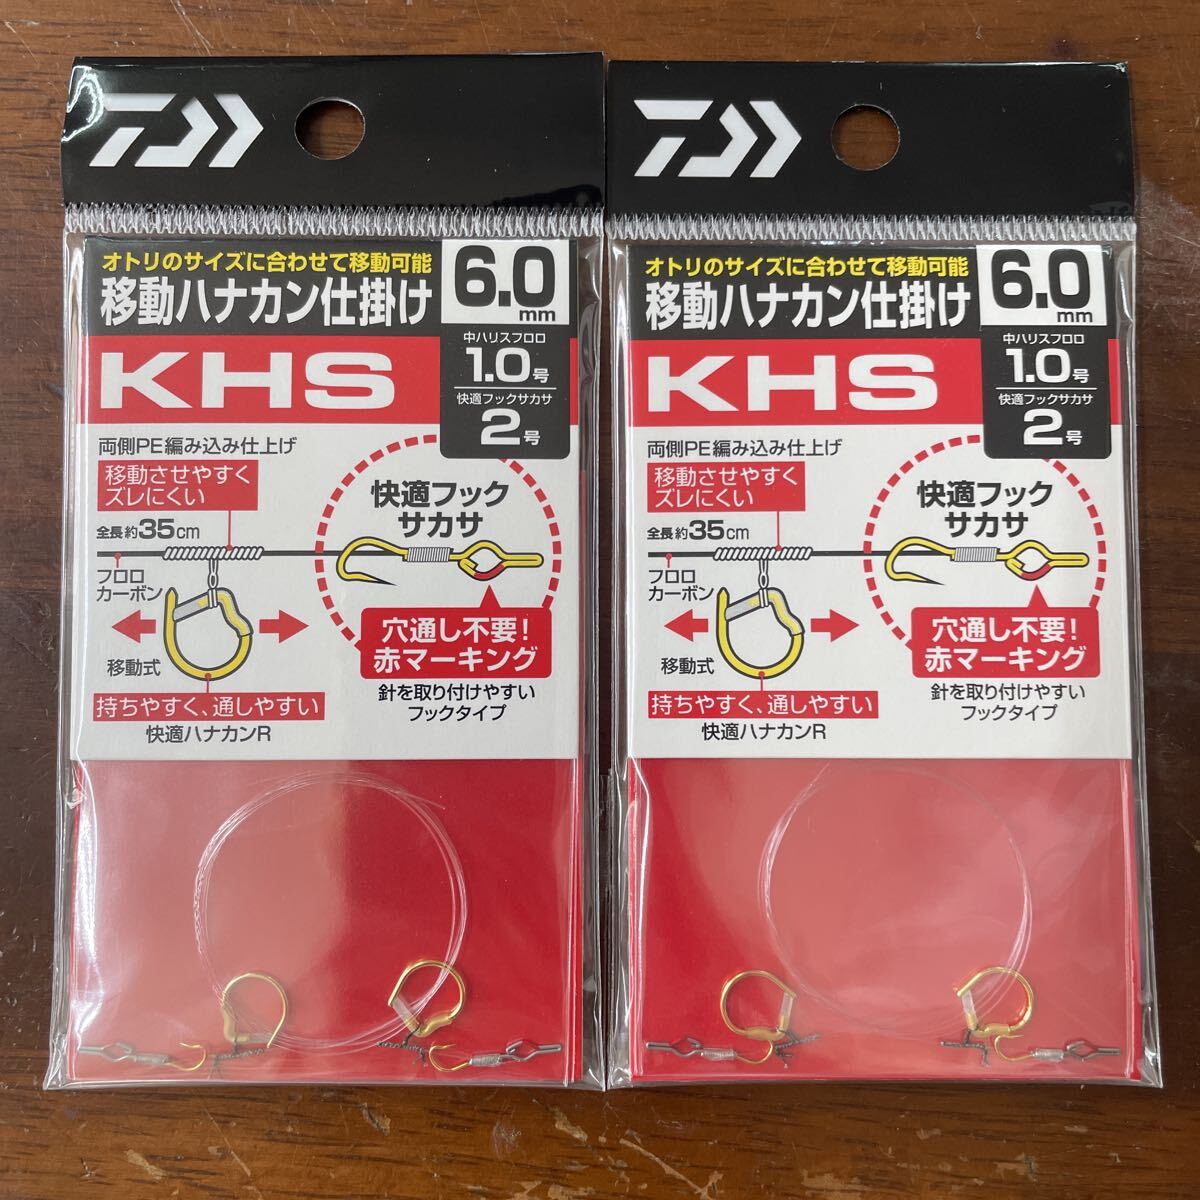 オトリのサイズに合わせて移動可能
移動ハナカン仕掛け
6.0
mm
KHS
中ハリスフロロ
1.0号
快適フックサカサ
2号
両側PE編み込み仕上げ
移動させやすく
ズレにくい
全長約35cm
フロロ
カーボン
移動式
持ちやすく、通しやすい
快適ハナカンR
快適フック
サカサ
穴通し不要!
赤マーキング
針を取り付けやすい
フックタイプ
オトリのサイズに合わせて移動可能
移動ハナカン仕掛け
6.0
mm
KHS
中ハリスフロロ
1.0号
快適フックサカサ
2号
両側PE編み込み仕上げ
移動させやすく
ズレにくい
全長約35cm
フロロ
カーボン
移動式
持ちやすく、通しやすい
快適ハナカンR
快適フック
サカサ
穴通し不要!
赤マーキング
針を取り付けやすい
フックタイプ